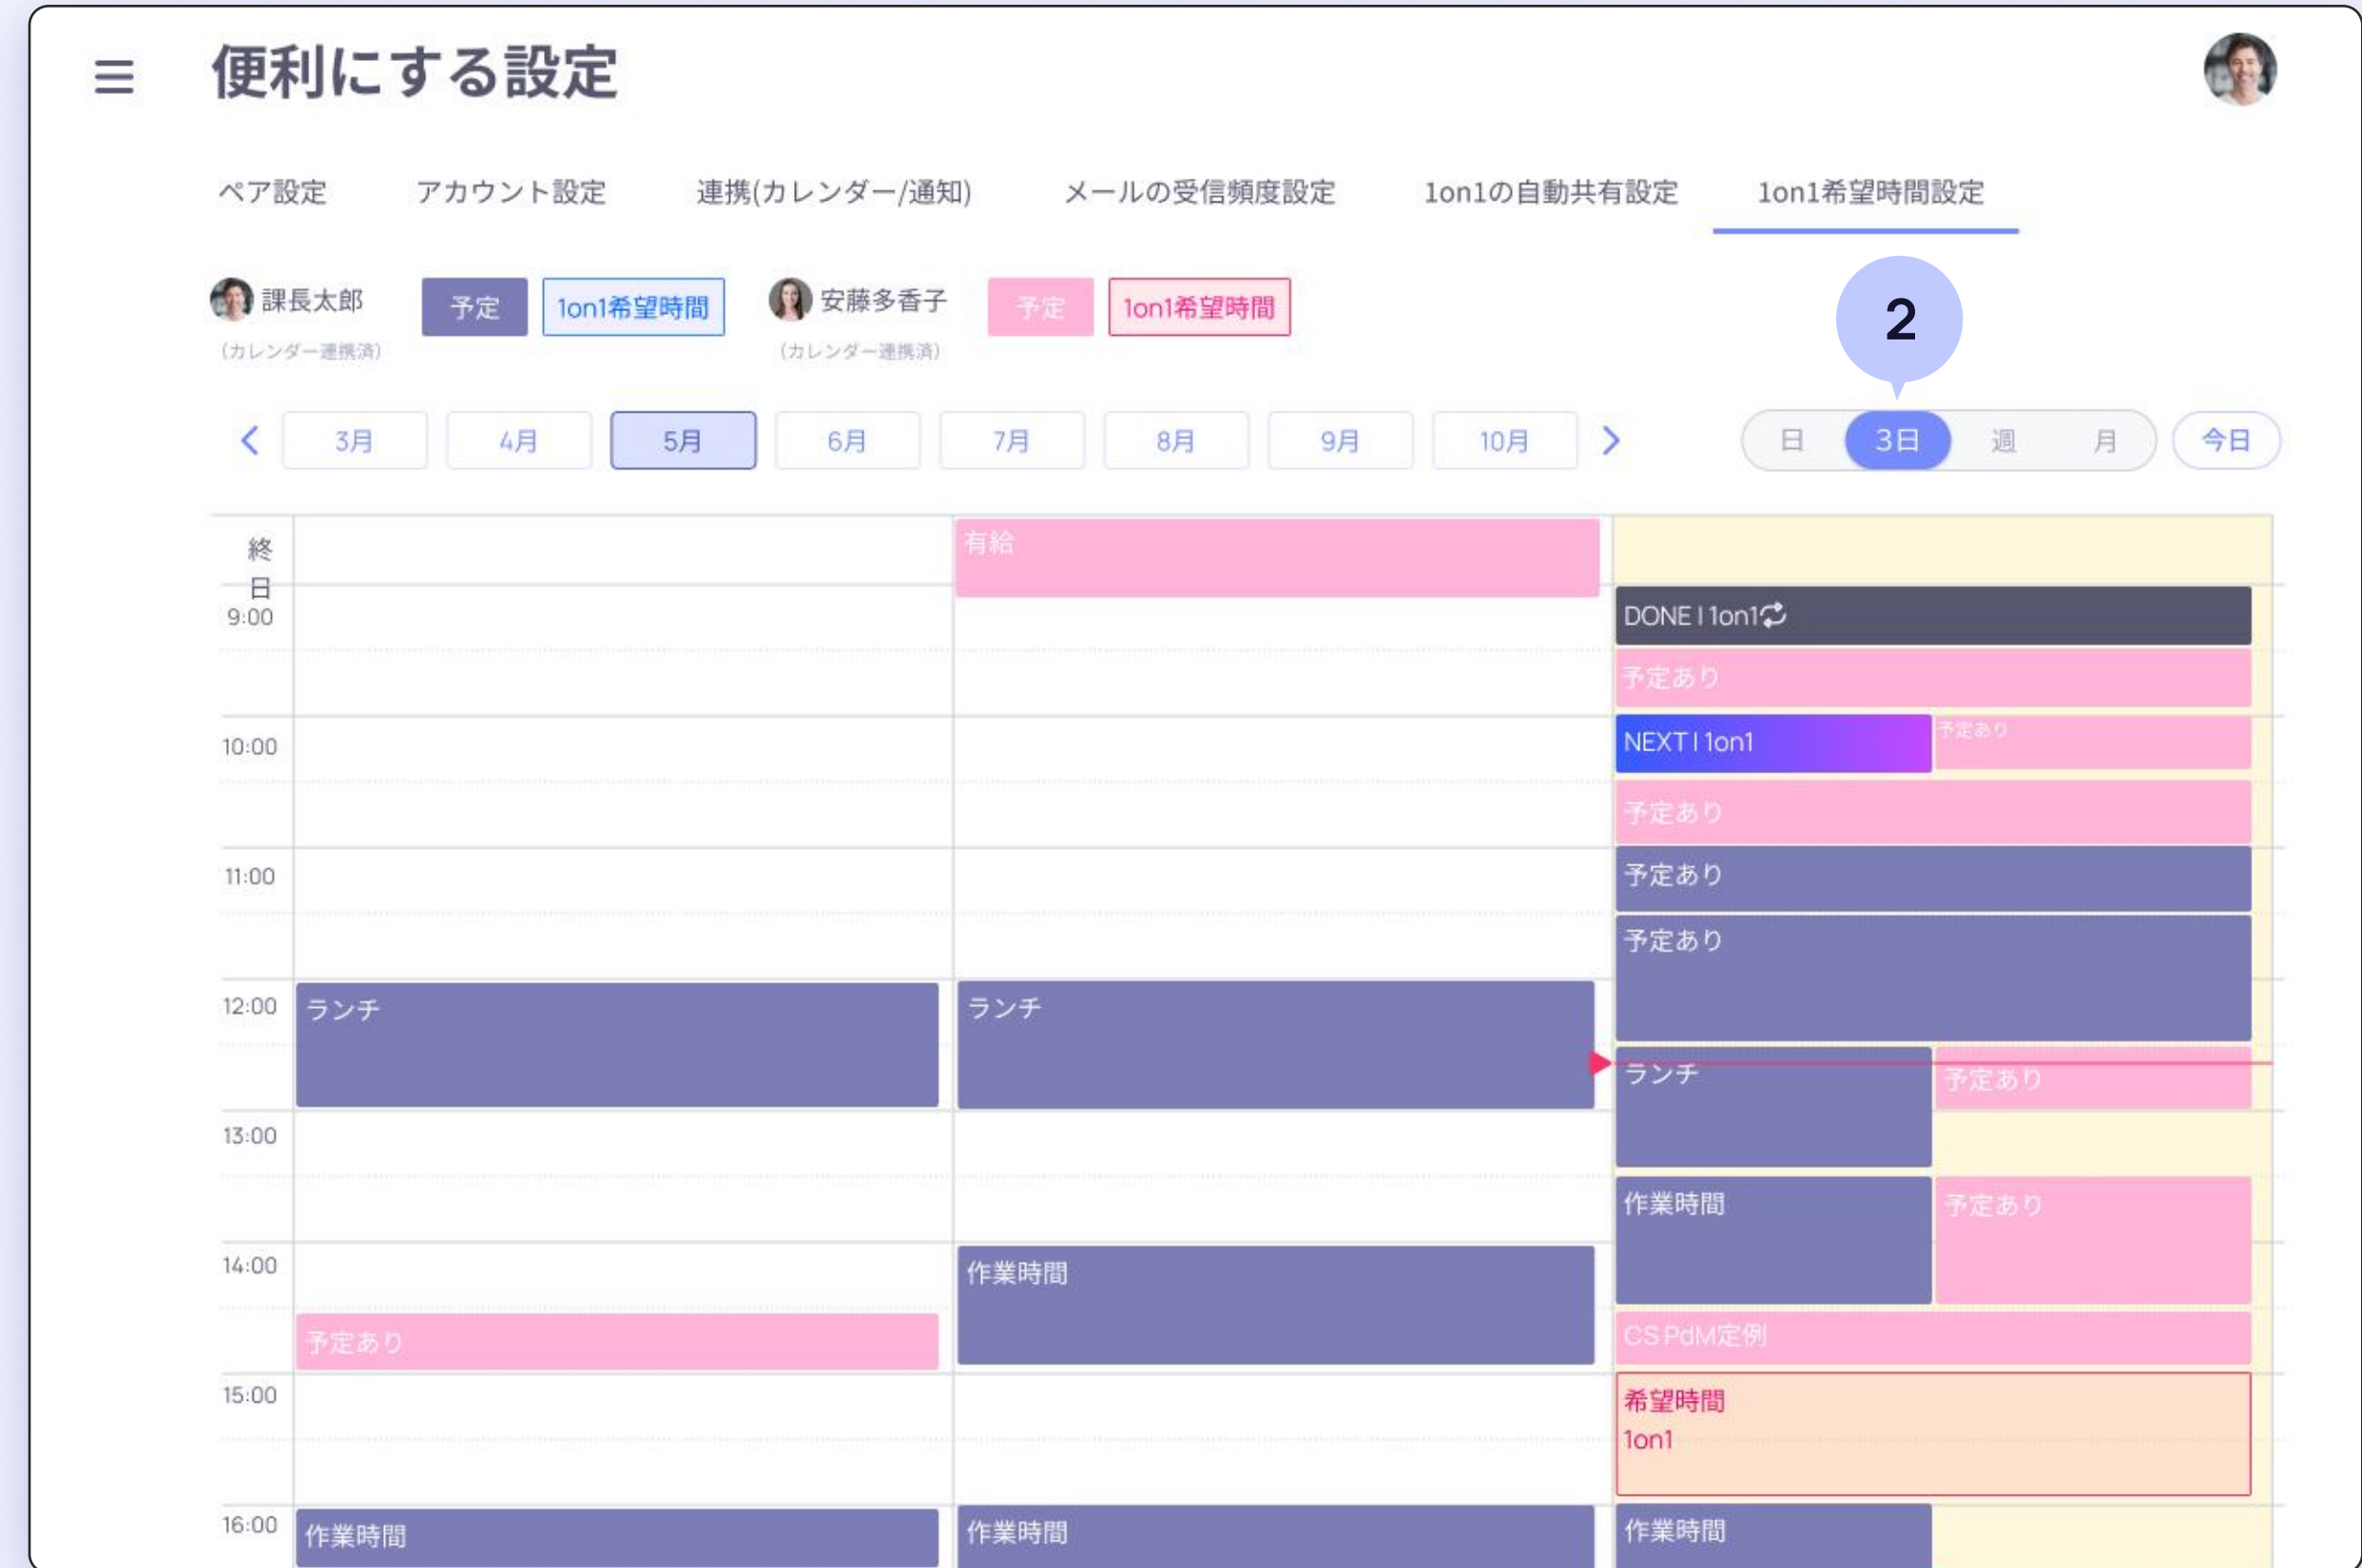 便利にする設定
ペア設定 アカウント設定 連携(カレンダー/通知) メールの受信頻度設定 1on1の自動共有設定 1on1希望時間設定
課長太郎 予定 1on1希望時間 安藤多香子 予定 1on1希望時間
(カレンダー連携済) (カレンダー連携済)
2
3月 4月 5月 6月 7月 8月 9月 10月 日 3日 週 月 今日
終
日
有給
9:00
DONE | 1on1
予定あり
10:00
NEXT | 1on1 予定あり
予定あり
11:00
予定あり
予定あり
12:00 ランチ ランチ
ランチ 予定あり
13:00
作業時間 予定あり
14:00 作業時間
予定あり CS PdM定例
15:00
希望時間
1on1
16:00 作業時間 作業時間 作業時間